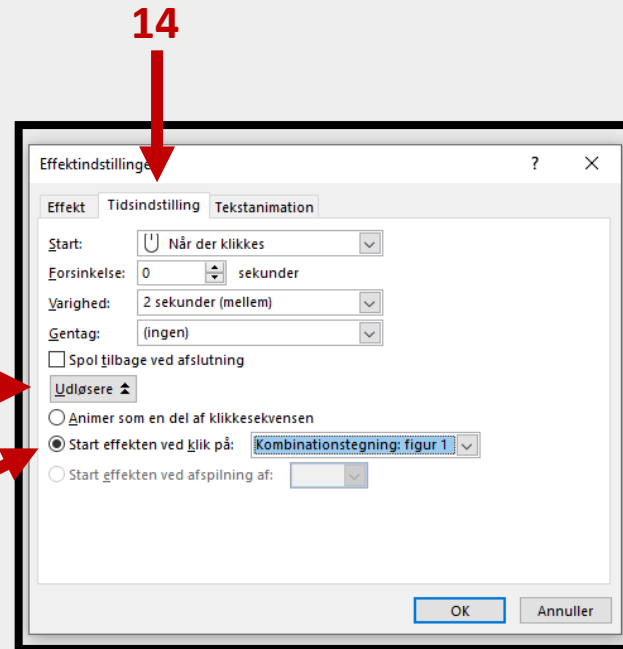 14
Effektindstillinge ?
Effekt Tidsindstilling Tekstanimation
Start: Når der klikkes
Forsinkelse: 0 sekunder
Varighed: 2 sekunder (mellem)
Gentag: (ingen)
Spol tilbage ved afslutning
Udløsere
Animer som en del af klikkesekvensen
Start effekten ved klik på: Kombinationstegning: figur 1
Start effekten ved afspilning af:
OK Annuller